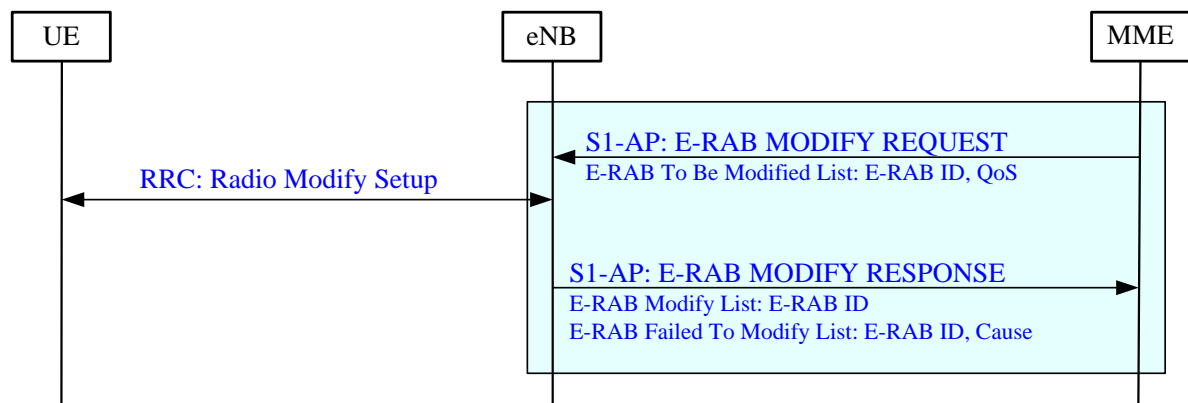 UE
eNB
MME
S1-AP: E-RAB MODIFY REQUEST
E-RAB To Be Modified List: E-RAB ID, QoS
RRC: Radio Modify Setup
S1-AP: E-RAB MODIFY RESPONSE
E-RAB Modify List: E-RAB ID
E-RAB Failed To Modify List: E-RAB ID, Cause